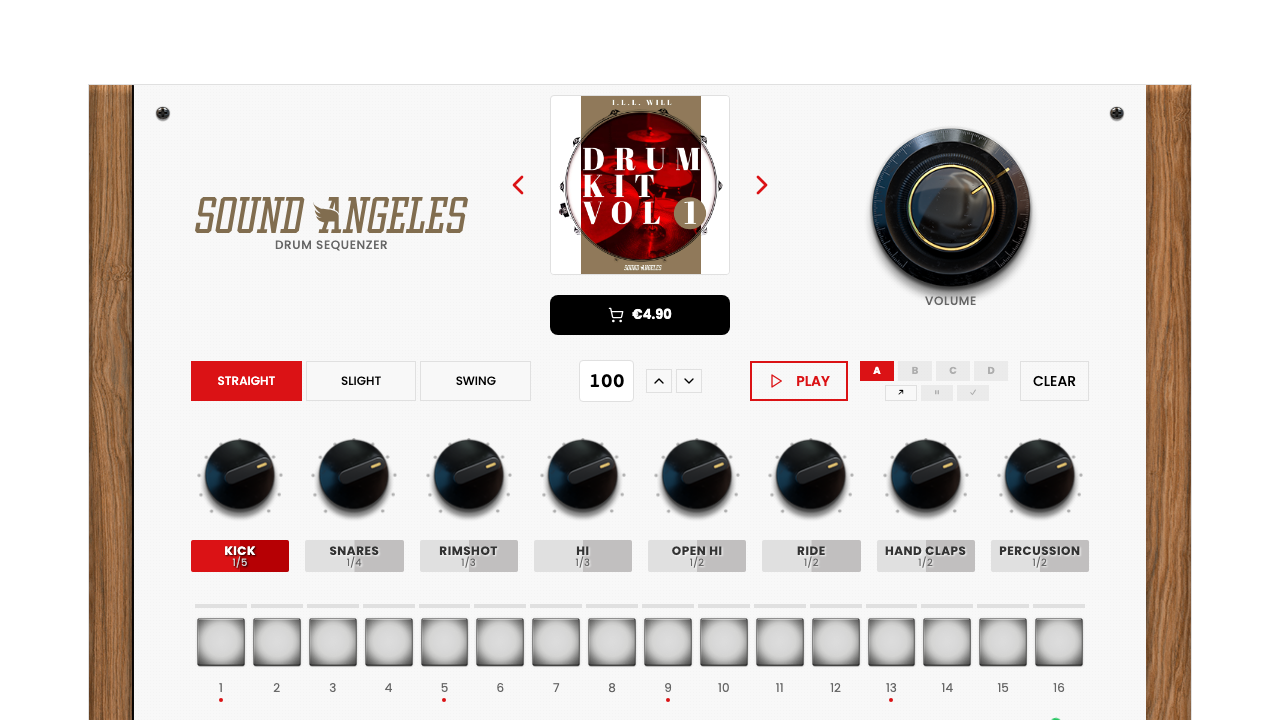 I.L.L. WILL
DRUM
KIT
VOL 1
SOUND ANGELES
SOUND ANGELES
DRUM SEQUENZER
€4.90
VOLUME
STRAIGHT
SLIGHT
SWING
100
PLAY
A
B
C
D
CLEAR
KICK
1/5
SNARES
1/4
RIMSHOT
1/3
HI
1/3
OPEN HI
1/2
RIDE
1/2
HAND CLAPS
1/2
PERCUSSION
1/2
1 2 3 4 5 6 7 8 9 10 11 12 13 14 15 16